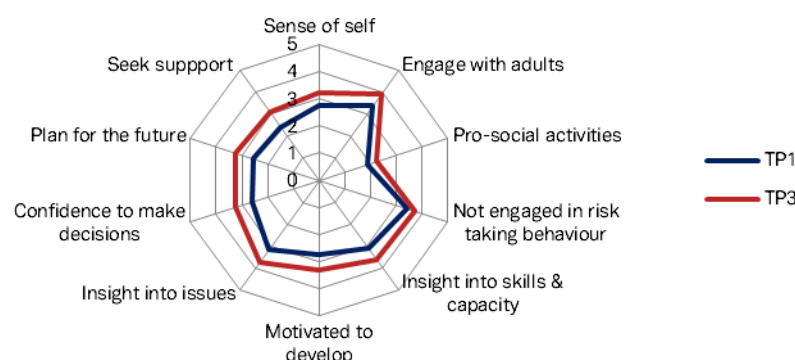 Sense of self
5
Seek suppport
4
Engage with adults
3
Plan for the future
2
Pro-social activities
1
TP1
0
TP3
Confidence to make
decisions
Not engaged in risk
taking behaviour
Insight into issues
Insight into skills &
capacity
Motivated to
develop